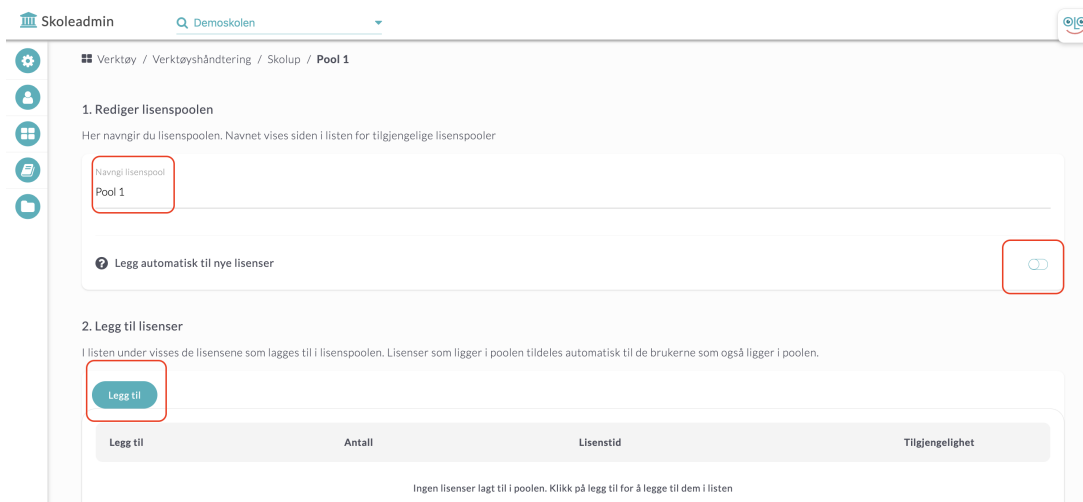 Skoleadmin
Demoskolen
Verktøy / Verktøyshåndtering / Skolup / Pool 1
1. Rediger lisenspoolen
Her navngir du lisenspoolen. Navnet vises siden i listen for tilgjengelige lisenspooler
Navngi lisenspool
Pool 1
Legg automatisk til nye lisenser
2. Legg til lisenser
I listen under visses de lisensene som lagges til i lisenspoolen. Lisenser som ligger i poolen tildeles automatisk til de brukerne som også ligger i poolen.
Legg til
Legg til Antall Lisenstid Tilgjengelighet
Ingen lisenser lagt til i poolen. Klikk på legg til for å legge til dem i listen